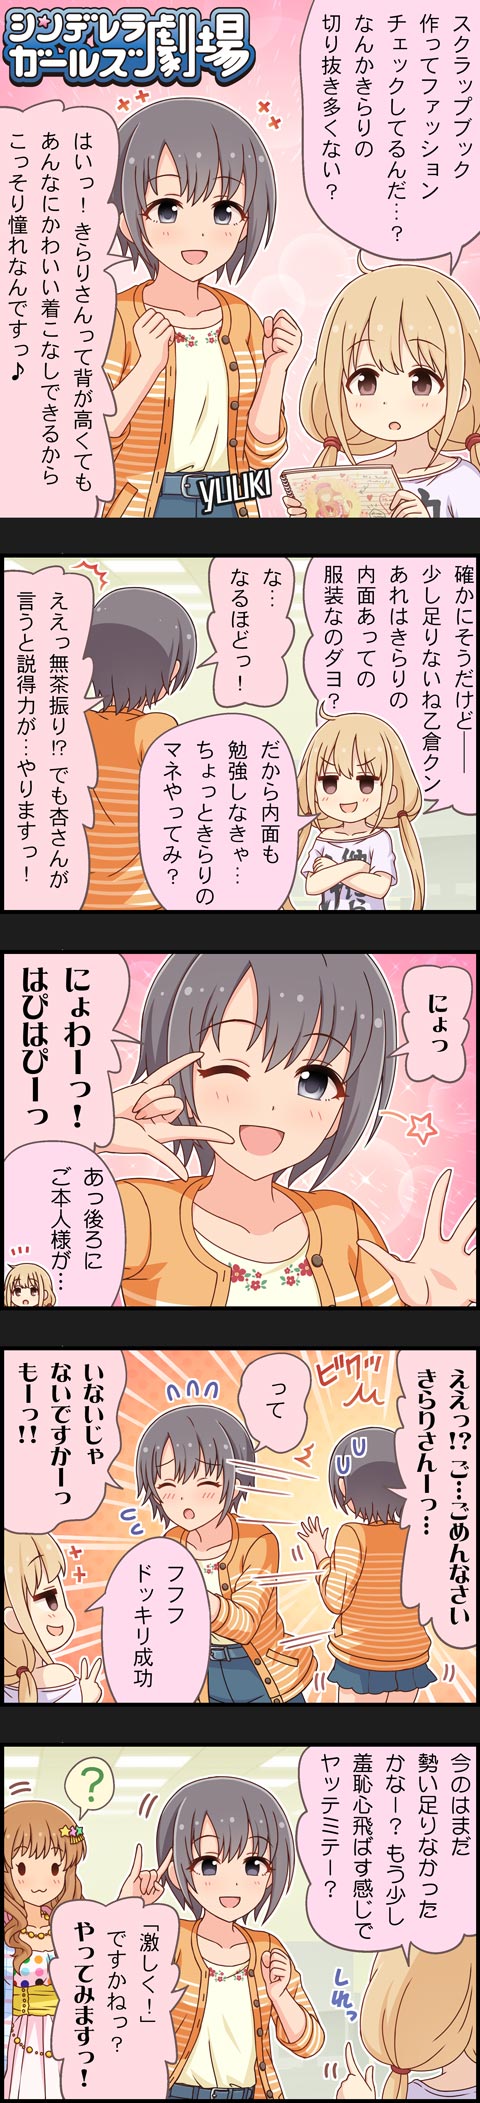 シンデレラ
ガールズ劇場
スクラップブック
作ってファッション
チェックしてるんだ…?
なんかきらりの
切り抜き多くない?
はいっ!きらりさんって背が高くても
あんなにかわいい着こなしできるから
こっそり憧れなんですっ♪
YUUKI
確かにそうだけど――
少し足りないね乙倉クン
あれはきらりの
内面あっての
服装なのダヨ?
な…
なるほどっ!
だから内面も
勉強しなきゃ…
ちょっときらりの
マネやってみ?
ええっ無茶振り!?でも杏さんが
言うと説得力が…やりますっ!
にょっ
にょわーっ!
はぴはぴーっ
あっ後ろに
ご本人様が…
ええっ!?ご…ごめんなさい
きらりさんーっ…
ビクッ
って
いないじゃ
ないですかーっ
もーっ!!
フフフ
ドッキリ成功
今のはまだ
勢い足りなかった
かなー?もう少し
羞恥心飛ばす感じで
ヤッテミテー?
しれっ
?
「激しく!」
ですかねっ?
やってみますっ!